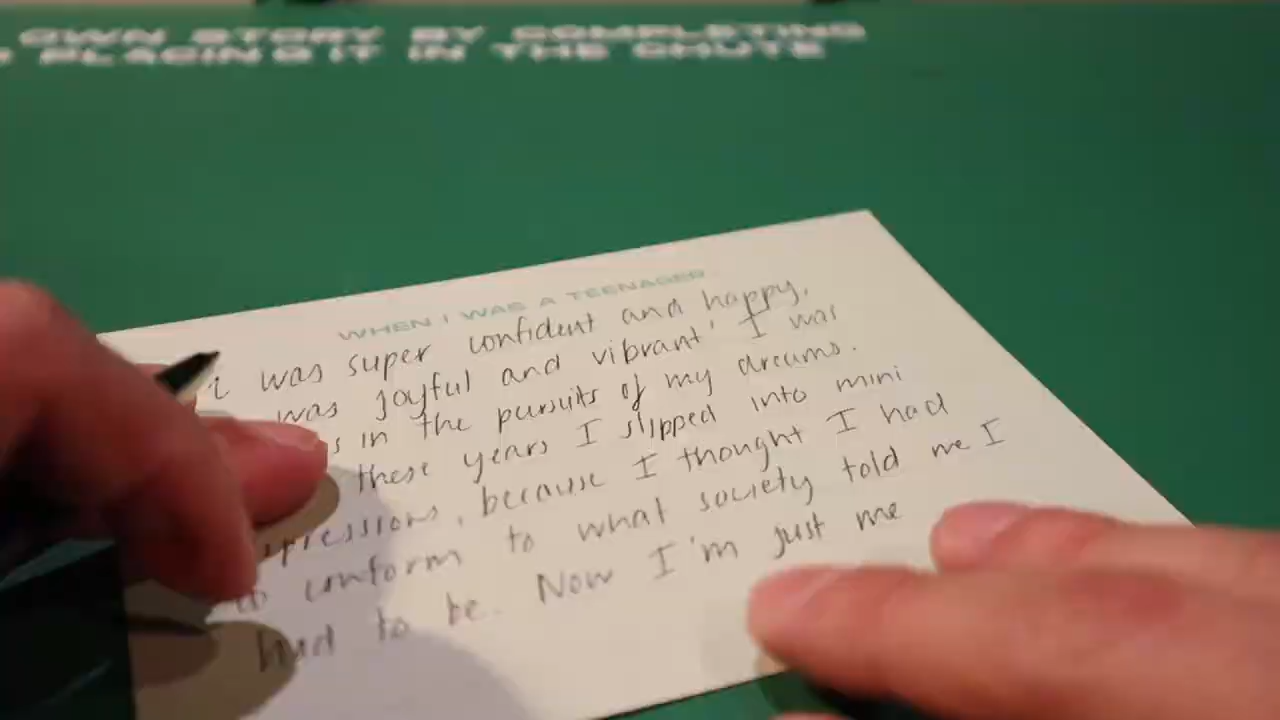 OWN STORY BY COMPLETING
PLACING IT IN THE CHUTE
WHEN I WAS A TEENAGER
i was super confident and happy,
was joyful and vibrant' I was
in the pursuits of my dreams.
these years I slipped into mini
because I thought I had
to conform to what society told me I
had to be. Now I'm just me